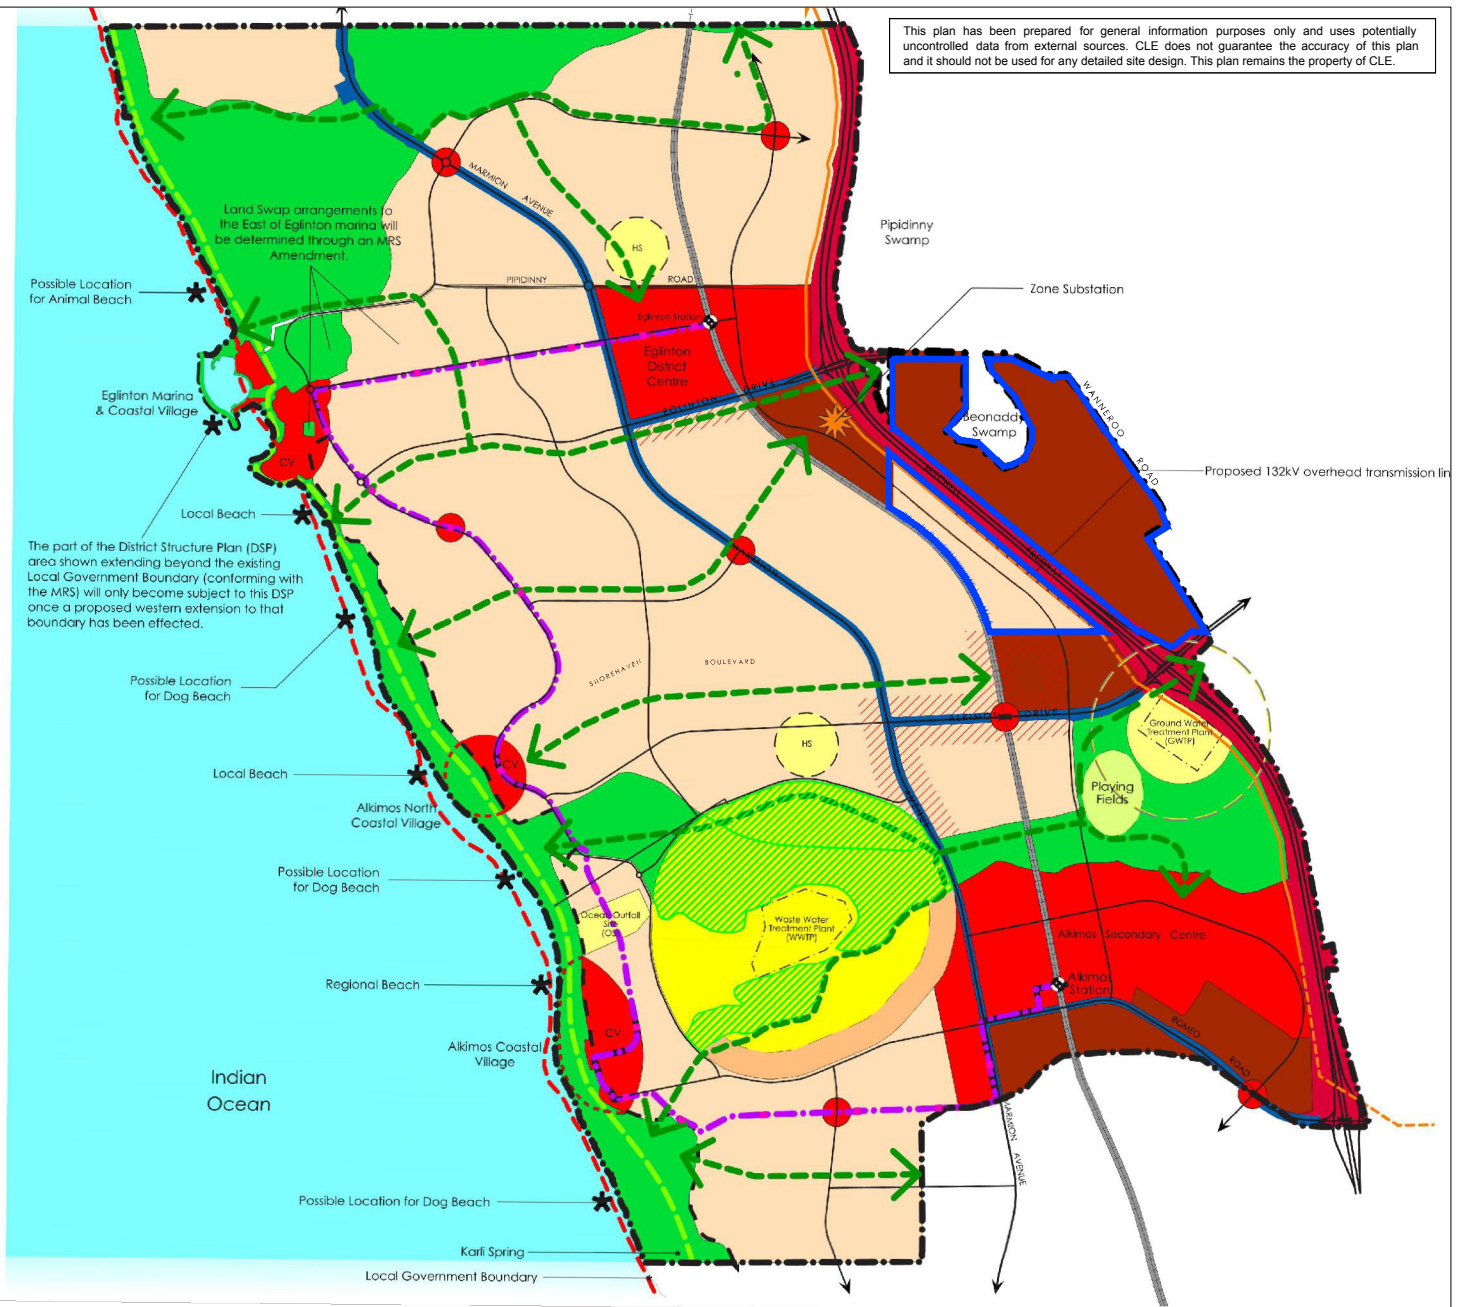 This plan has been prepared for general information purposes only and uses potentially
uncontrolled data from external sources. CLE does not guarantee the accuracy of this plan
and it should not be used for any detailed site design. This plan remains the property of CLE.
MARMION
AVENUE
Land Swap arrangements to
the East of Eglinton marina will
be determined through an MRS
Amendment.
Pipidinny
Swamp
HS
PIPIDINNY
ROAD
Possible Location
for Animal Beach
Zone Substation
Eglinton Station
Eglinton
District
Centre
EGLINTON DRIVE
Eglinton Marina
& Coastal Village
WANNEROO ROAD
Beonaddy
Swamp
CV
MITCHELL
FREEWAY
Proposed 132kV overhead transmission lin
Local Beach
The part of the District Structure Plan (DSP)
area shown extending beyond the existing
Local Government Boundary (conforming with
the MRS) will only become subject to this DSP
once a proposed western extension to that
boundary has been effected.
MARMION
SHOREHAVEN
BOULEVARD
Possible Location
for Dog Beach
ALKIMOS DRIVE
Ground Water
Treatment Plant
(GWTP)
HS
CV
Local Beach
Playing
Fields
Alkimos North
Coastal Village
AVENUE
Possible Location
for Dog Beach
Ocean Outfall
Site
(OS)
Waste Water
Treatment Plant
(WWTP)
Alkimos Secondary Centre
Regional Beach
Alkimos
Station
CV
ROMEO
ROAD
Alkimos Coastal
Village
Indian
Ocean
MARMION
AVENUE
Possible Location for Dog Beach
Karli Spring
Local Government Boundary